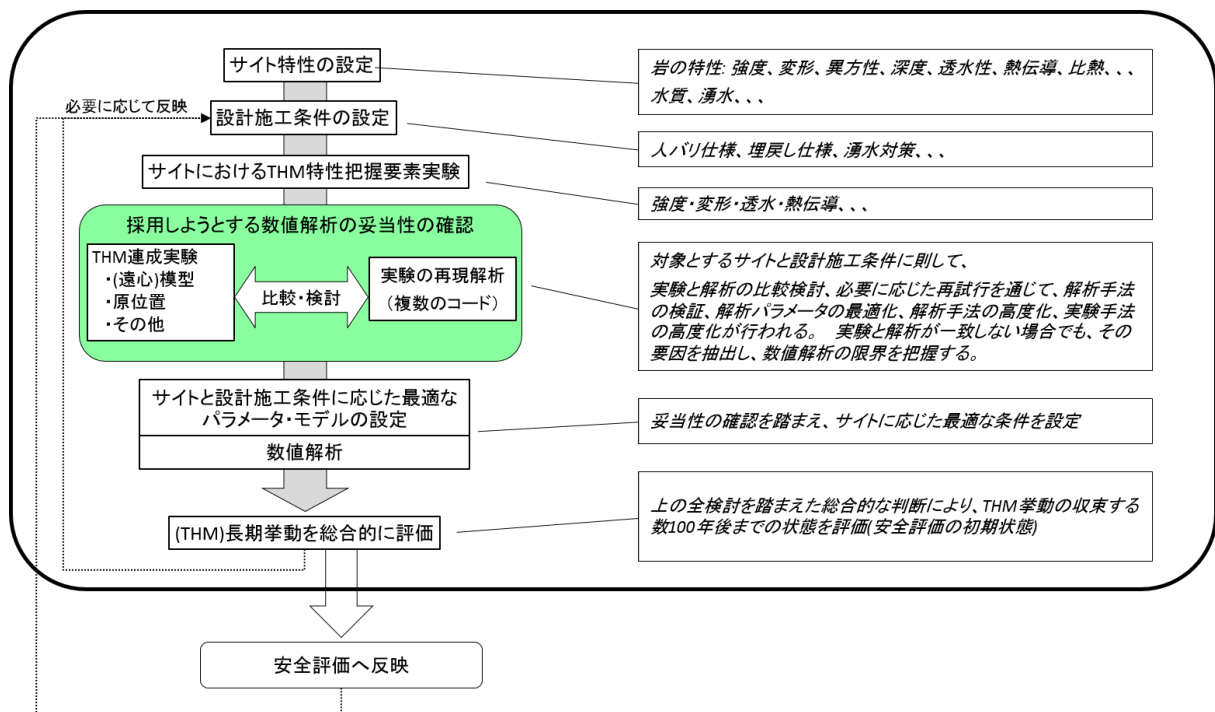 サイト特性の設定
岩の特性: 強度、変形、異方性、深度、透水性、熱伝導、比熱、、、
水質、湧水、、、
必要に応じて反映
設計施工条件の設定
人バリ仕様、埋戻し仕様、湧水対策、、、
サイトにおけるTHM特性把握要素実験
強度・変形・透水・熱伝導、、、
採用しようとする数値解析の妥当性の確認
THM連成実験
・(遠心)模型
・原位置
・その他
比較・検討
実験の再現解析
（複数のコード）
対象とするサイトと設計施工条件に則して、
実験と解析の比較検討、必要に応じた再試行を通じて、解析手法
の検証、解析パラメータの最適化、解析手法の高度化、実験手法
の高度化が行われる。 実験と解析が一致しない場合でも、その
要因を抽出し、数値解析の限界を把握する。
サイトと設計施工条件に応じた最適な
パラメータ・モデルの設定
数値解析
妥当性の確認を踏まえ、サイトに応じた最適な条件を設定
(THM)長期挙動を総合的に評価
上の全検討を踏まえた総合的な判断により、THM挙動の収束する
数100年後までの状態を評価(安全評価の初期状態)
安全評価へ反映